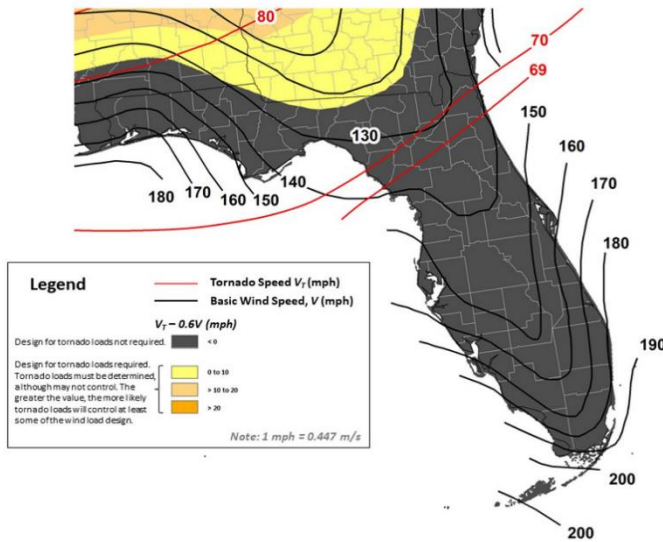 80
70
69
130
150
160
170
180
180
170
160
150
140
190
200
200
Legend
Tornado Speed V_T (mph)
Basic Wind Speed, V (mph)
V_T – 0.6V (mph)
Design for tornado loads not required.
< 0
Design for tornado loads required.
Tornado loads must be determined,
although may not control. The
greater the value, the more likely
tornado loads will control at least
some of the wind load design.
0 to 10
> 10 to 20
> 20
Note: 1 mph = 0.447 m/s